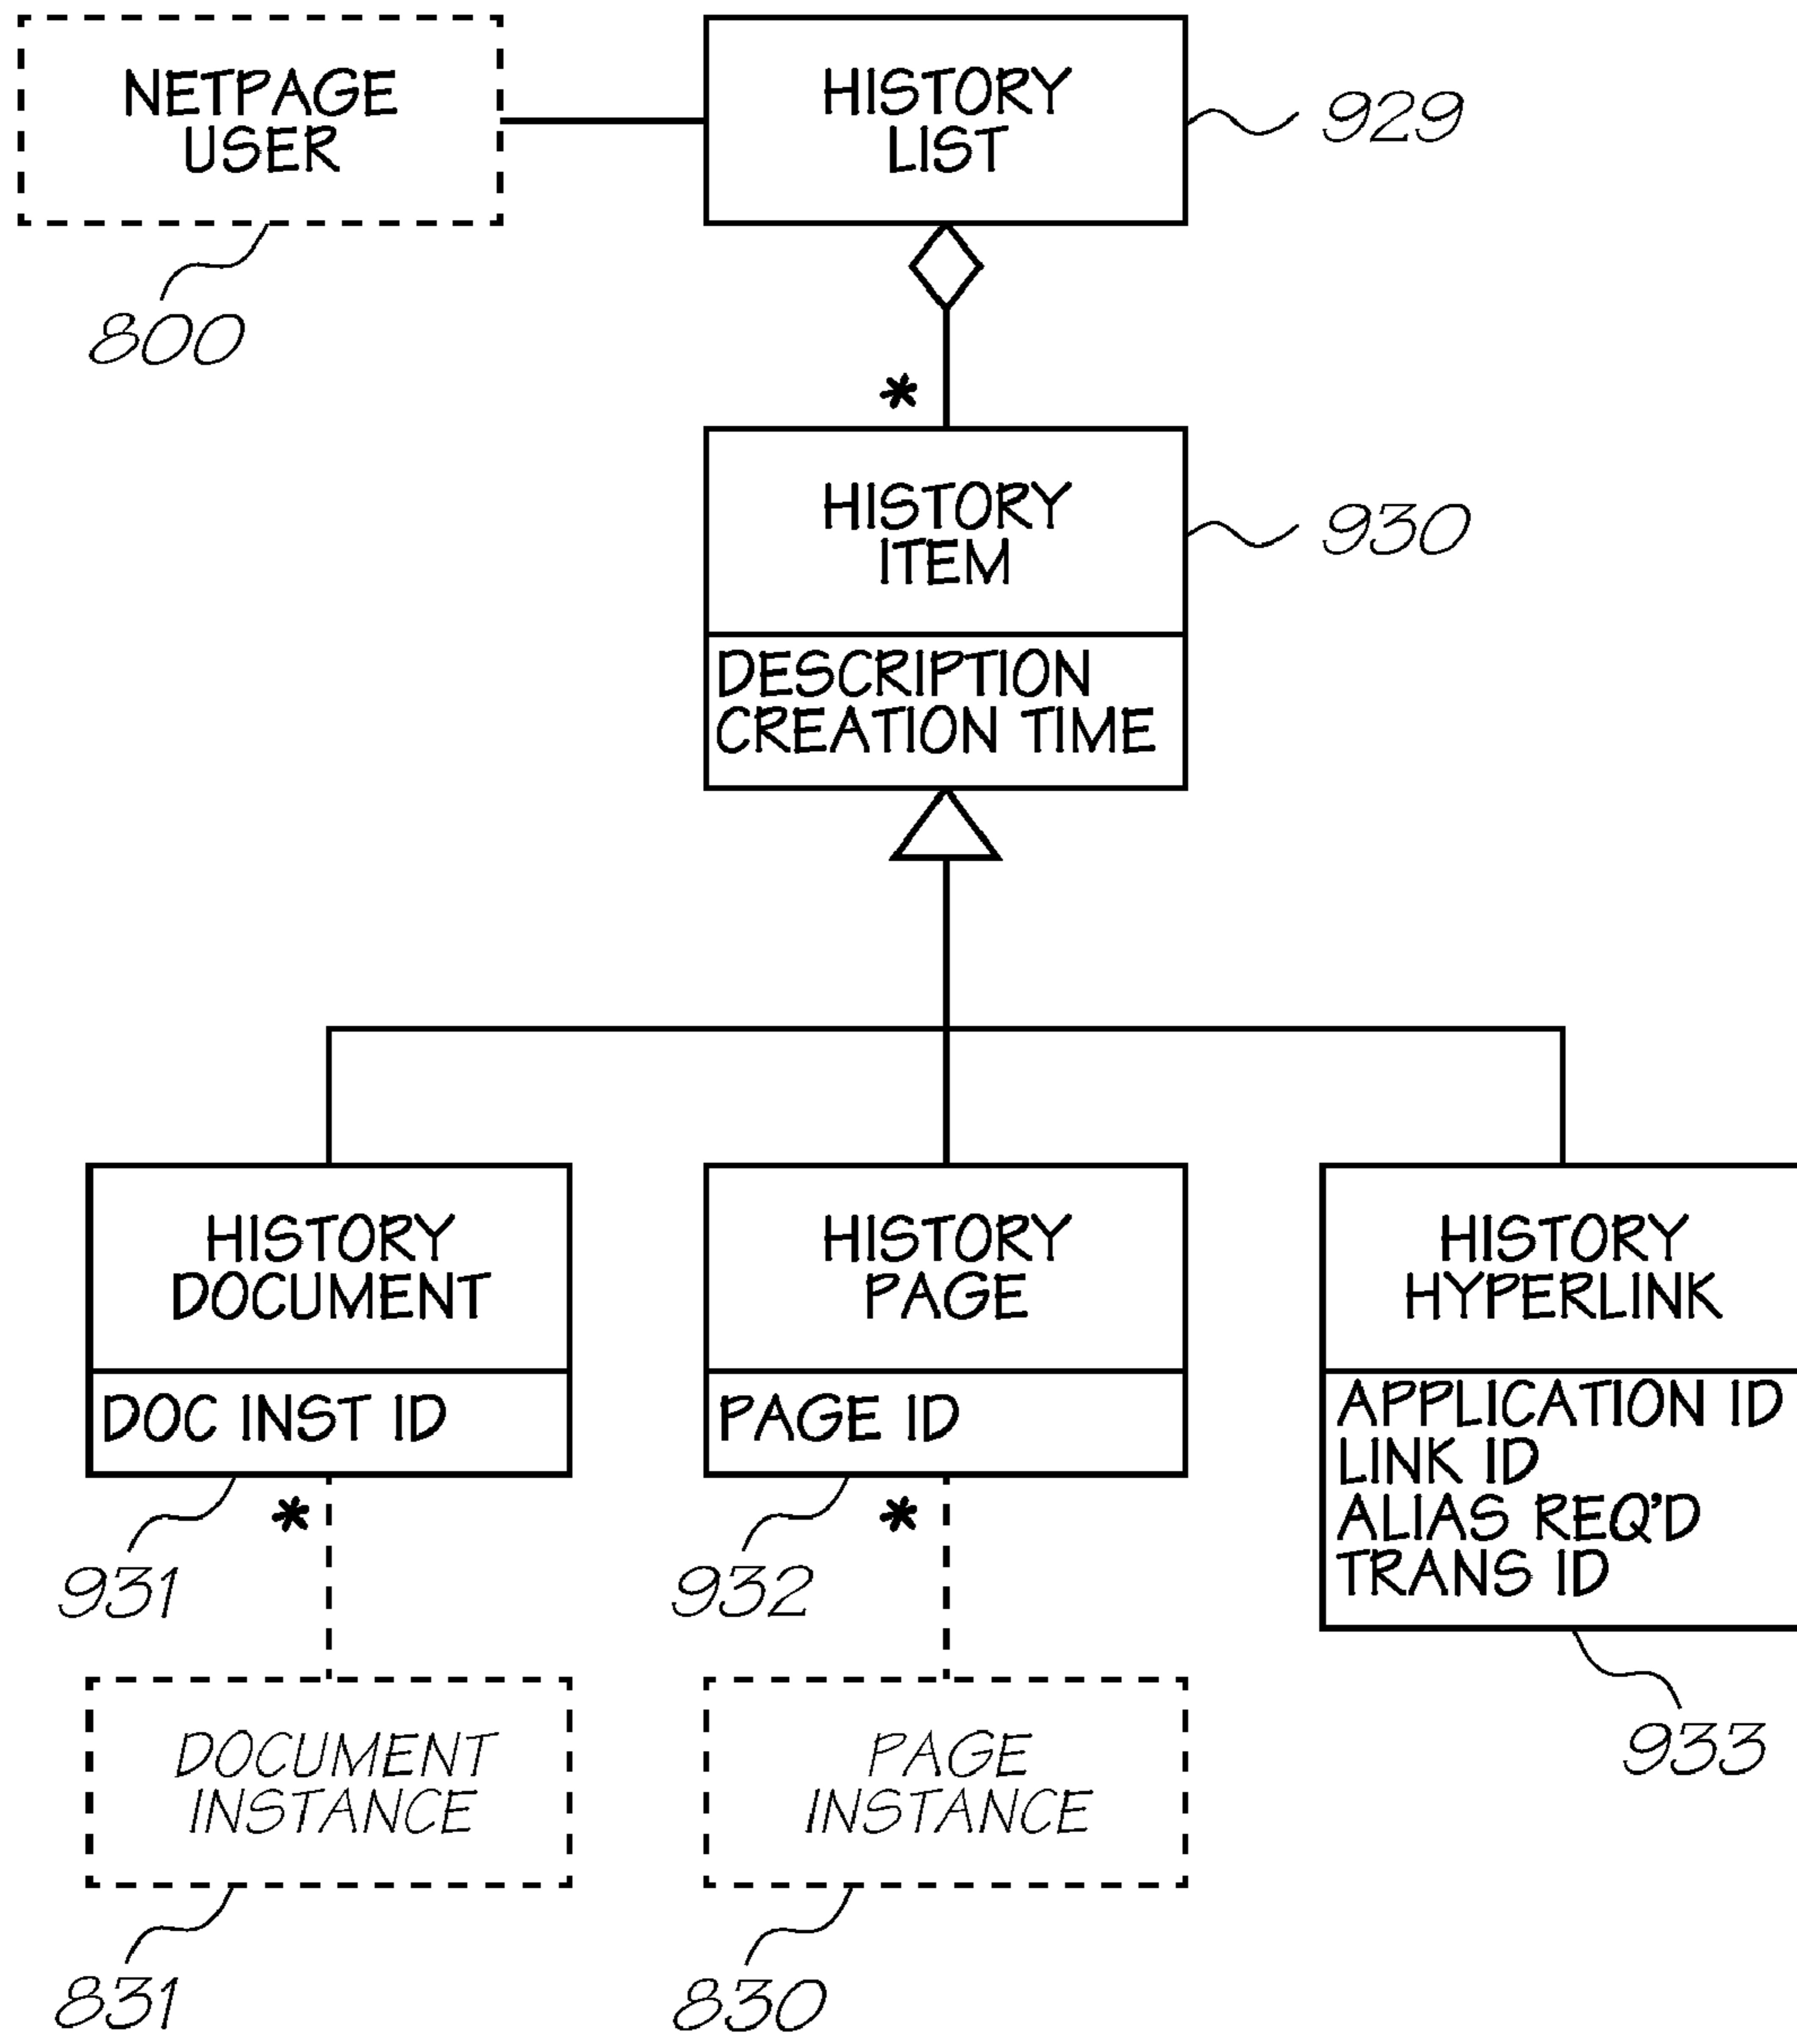 NETPAGE
USER
HISTORY
LIST
929
800
*
HISTORY
ITEM
930
DESCRIPTION
CREATION TIME
HISTORY
DOCUMENT
DOC INST ID
HISTORY
PAGE
PAGE ID
HISTORY
HYPERLINK
APPLICATION ID
LINK ID
ALIAS REQ'D
TRANS ID
*
*
931
932
933
DOCUMENT
INSTANCE
PAGE
INSTANCE
831
830